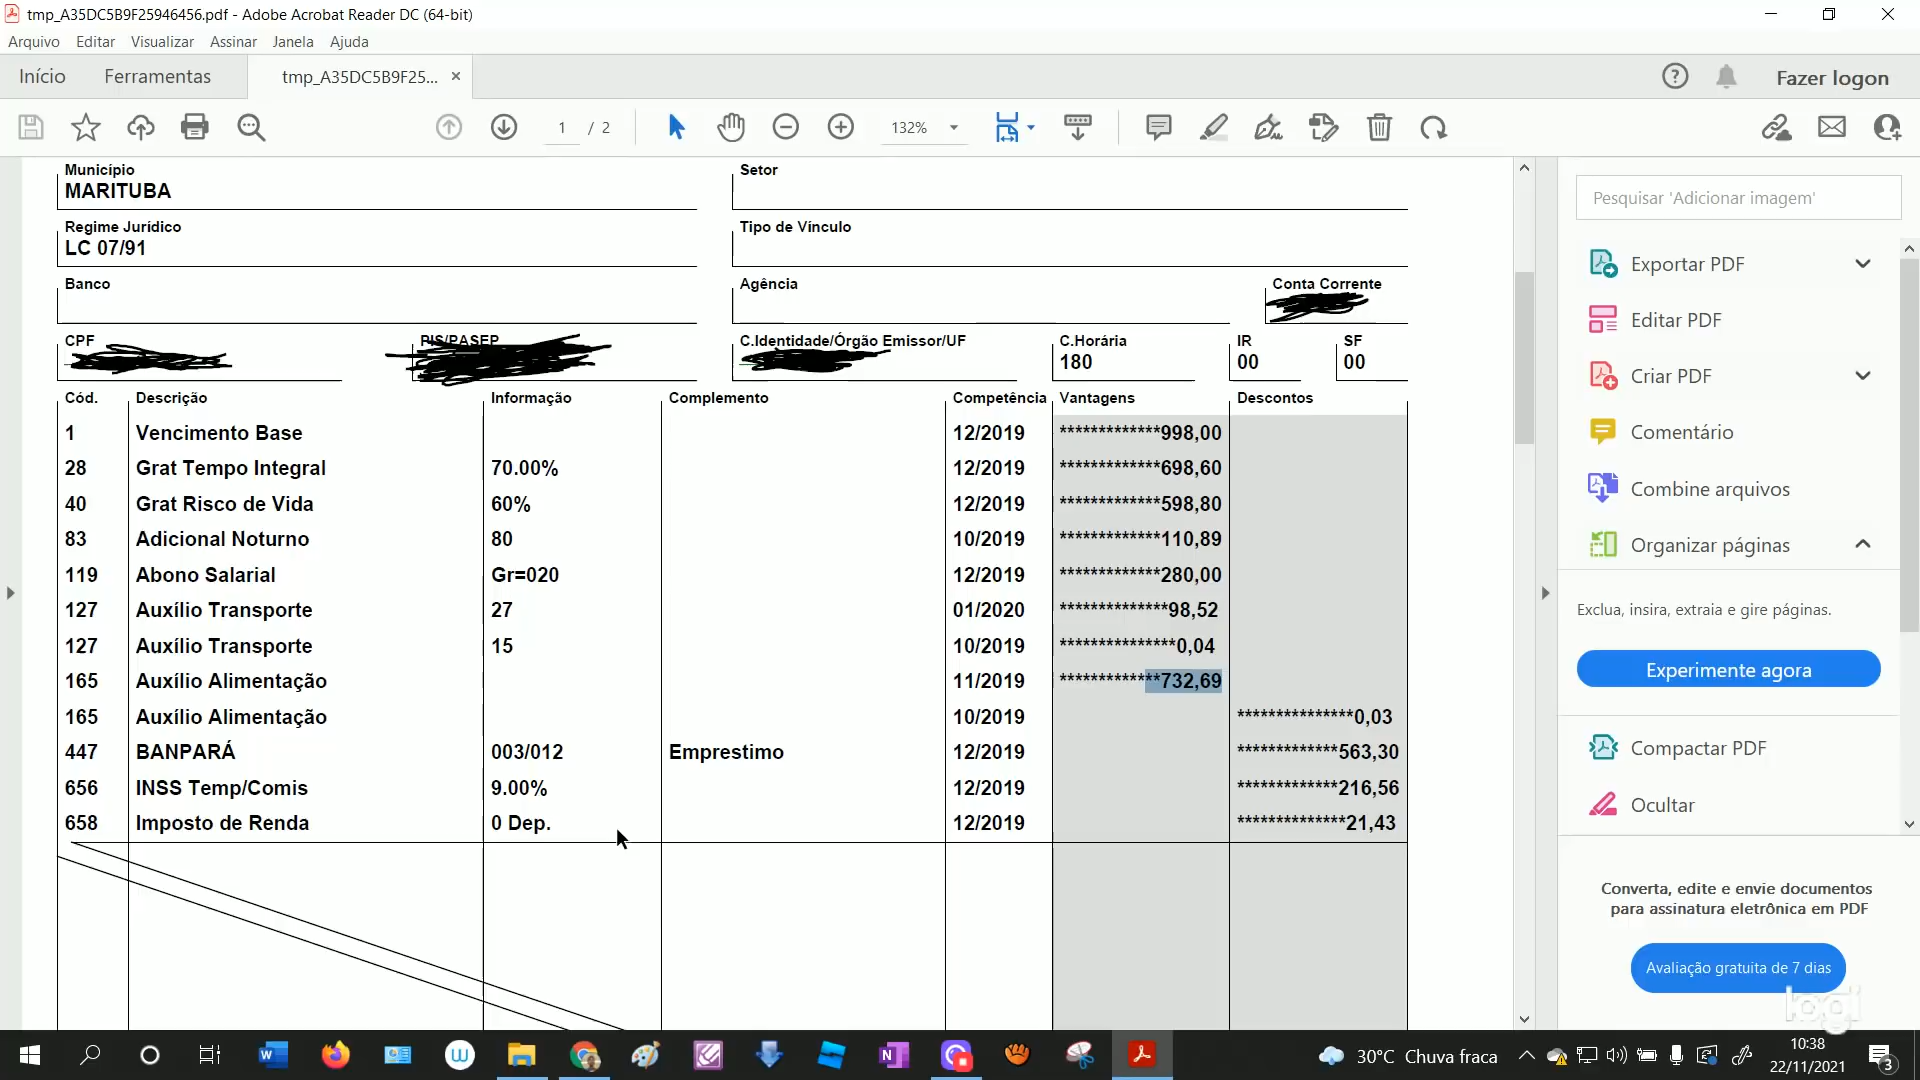 tmp_A35DC5B9F25946456.pdf - Adobe Acrobat Reader DC (64-bit)
Arquivo Editar Visualizar Assinar Janela Ajuda
Início Ferramentas tmp_A35DC5B9F25... × Fazer logon
1 / 2 132%
Município Setor
MARITUBA
Regime Jurídico Tipo de Vínculo
LC 07/91
Banco Agência Conta Corrente
CPF PIS/PASEP C.Identidade/Órgão Emissor/UF C.Horária IR SF
180 00 00
Cód. Descrição Informação Complemento Competência Vantagens Descontos
1 Vencimento Base 12/2019 *************998,00
28 Grat Tempo Integral 70.00% 12/2019 *************698,60
40 Grat Risco de Vida 60% 12/2019 *************598,80
83 Adicional Noturno 80 10/2019 *************110,89
119 Abono Salarial Gr=020 12/2019 *************280,00
127 Auxílio Transporte 27 01/2020 **************98,52
127 Auxílio Transporte 15 10/2019 ***************0,04
165 Auxílio Alimentação 11/2019 *************732,69
165 Auxílio Alimentação 10/2019 ***************0,03
447 BANPARÁ 003/012 Emprestimo 12/2019 *************563,30
656 INSS Temp/Comis 9.00% 12/2019 *************216,56
658 Imposto de Renda 0 Dep. 12/2019 **************21,43
Pesquisar 'Adicionar imagem'
Exportar PDF
Editar PDF
Criar PDF
Comentário
Combine arquivos
Organizar páginas
Exclua, insira, extraia e gire páginas.
Experimente agora
Compactar PDF
Ocultar
Converta, edite e envie documentos
para assinatura eletrônica em PDF
Avaliação gratuita de 7 dias
logi
30°C Chuva fraca
10:38
22/11/2021
3